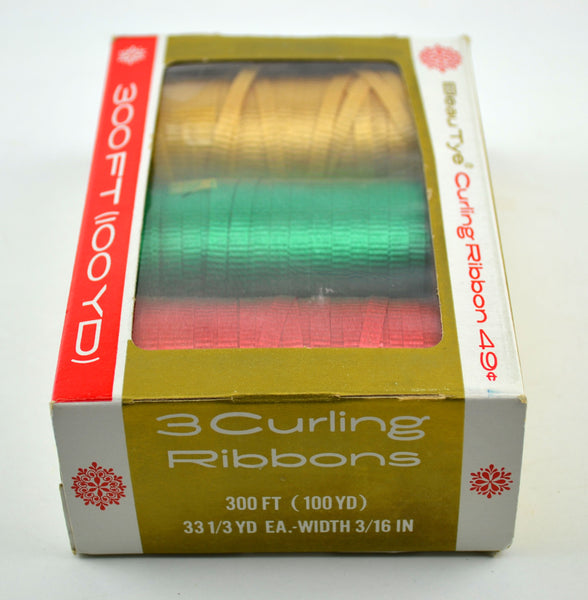 300FT (100YD)
Beau Tye® Curling Ribbon 49¢
3 Curling
Ribbons
300 FT (100 YD)
33 1/3 YD EA.-WIDTH 3/16 IN